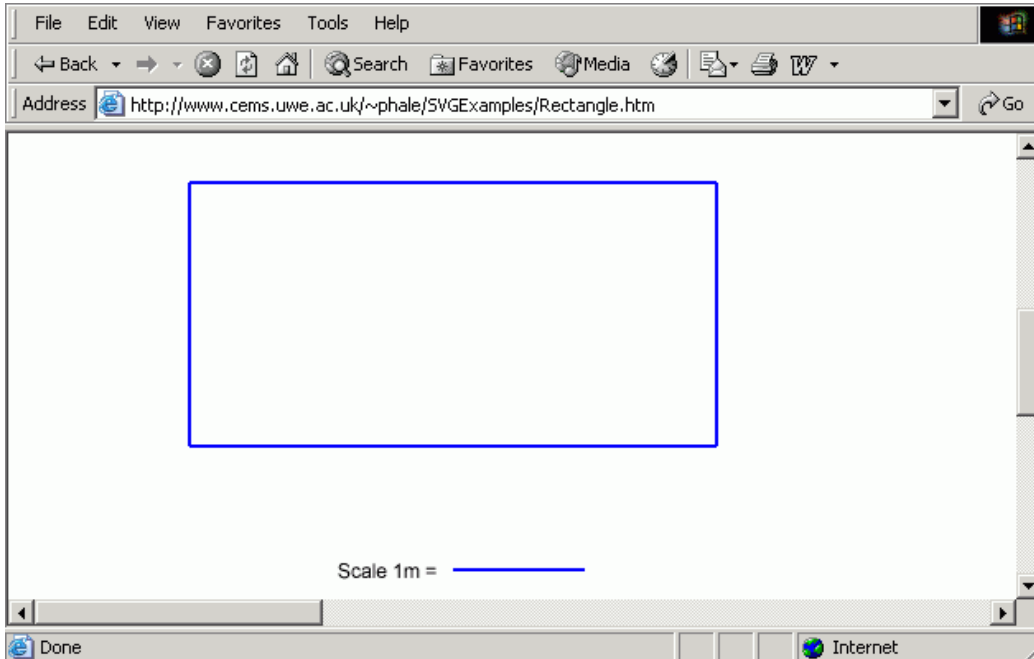 File Edit View Favorites Tools Help
Back Search Favorites Media
Address http://www.cems.uwe.ac.uk/~phale/SVGExamples/Rectangle.htm Go
Scale 1m =
Done Internet